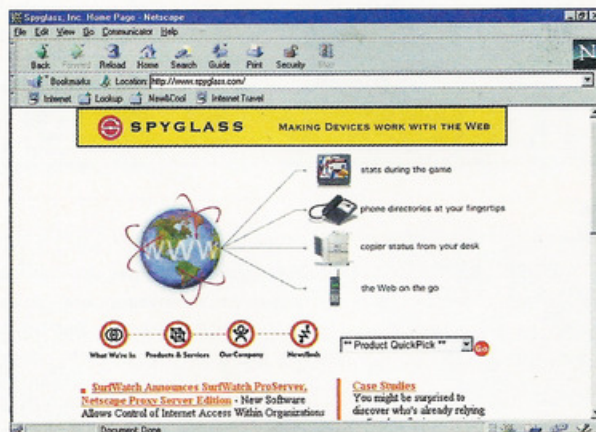 Spyglass, Inc. Home Page - Netscape
File Edit View Go Communicator Help
Back Forward Reload Home Search Guide Print Security Stop
Bookmarks Location: http://www.spyglass.com/
Internet Lookup New&Cool Internet Travel
N
SPYGLASS MAKING DEVICES WORK WITH THE WEB
stats during the game
phone directories at your fingertips
WWW
copier status from your desk
the Web on the go
What We're In Products & Services Our Company Newsflash
** Product QuickPick ** Go
SurfWatch Announces SurfWatch ProServer,
Netscape Proxy Server Edition - New Software
Allows Control of Internet Access Within Organizations
Case Studies
You might be surprised to
discover who's already relying
Document: Done